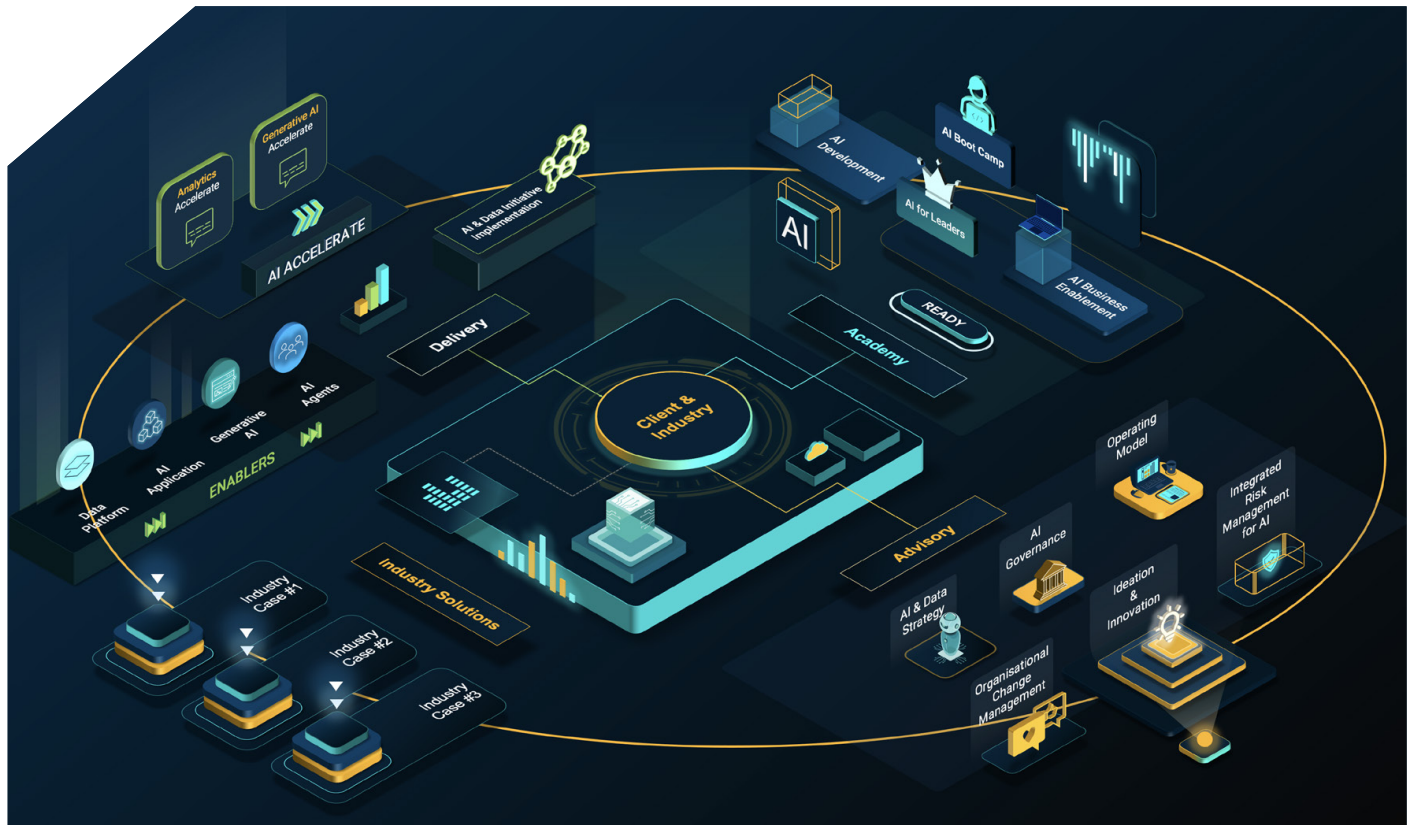 Generative AI
Accelerate
Analytics
Accelerate
AI ACCELERATE
AI & Data Initiative
Implementation
Delivery
AI
Development
AI Boot Camp
AI for Leaders
AI
AI Business
Enablement
READY
Academy
Client &
Industry
AI
Agents
Generative
AI
AI
Application
Data
Platform
ENABLERS
Industry Solutions
Industry
Case #1
Industry
Case #2
Industry
Case #3
Advisory
Operating
Model
Integrated
Risk
Management
for AI
AI
Governance
Ideation
&
Innovation
AI & Data
Strategy
Organisational
Change
Management